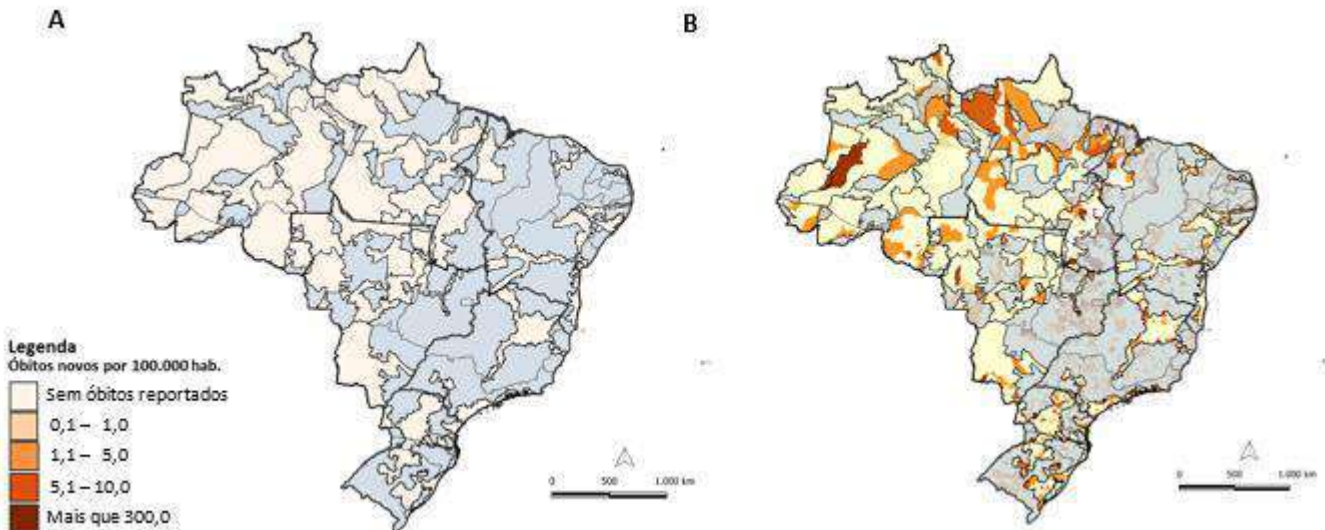 A
B
Legenda
Óbitos novos por 100.000 hab.
Sem óbitos reportados
0,1 – 1,0
1,1 – 5,0
5,1 – 10,0
Mais que 300,0
0 500 1.000 km
0 500 1.000 km